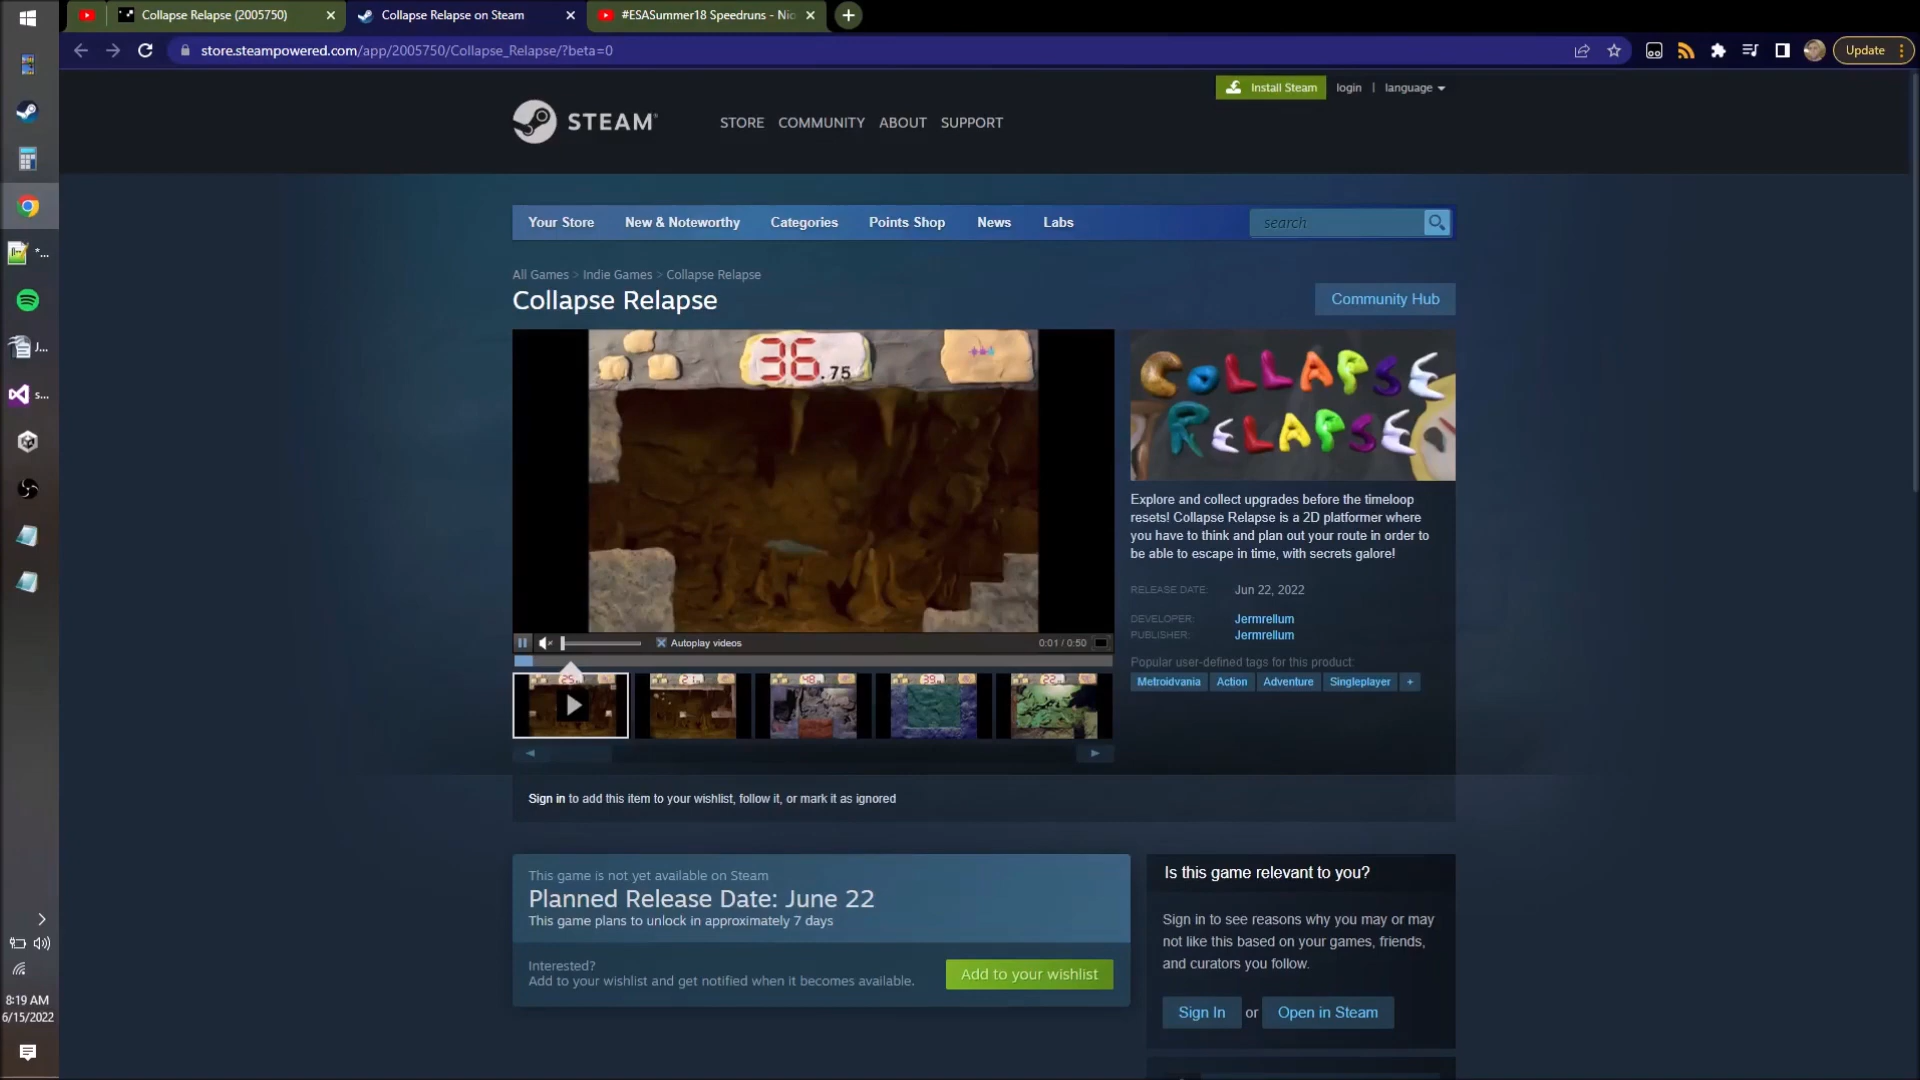 Collapse Relapse (2005750)
Collapse Relapse on Steam
#ESASummer18 Speedruns - Nio
store.steampowered.com/app/2005750/Collapse_Relapse/?beta=0
Update
Install Steam
login
|
language
STEAM
STORE
COMMUNITY
ABOUT
SUPPORT
Your Store
New & Noteworthy
Categories
Points Shop
News
Labs
search
All Games > Indie Games > Collapse Relapse
Collapse Relapse
Community Hub
36.75
COLLAPSE
RELAPSE
Explore and collect upgrades before the timeloop
resets! Collapse Relapse is a 2D platformer where
you have to think and plan out your route in order to
be able to escape in time, with secrets galore!
RELEASE DATE: Jun 22, 2022
DEVELOPER: Jermrellum
PUBLISHER: Jermrellum
Popular user-defined tags for this product:
Metroidvania
Action
Adventure
Singleplayer
+
Autoplay videos
0:01 / 0:50
25
21
48
39
22
Sign in to add this item to your wishlist, follow it, or mark it as ignored
This game is not yet available on Steam
Planned Release Date: June 22
This game plans to unlock in approximately 7 days
Interested?
Add to your wishlist and get notified when it becomes available.
Add to your wishlist
Is this game relevant to you?
Sign in to see reasons why you may or may
not like this based on your games, friends,
and curators you follow.
Sign In
or
Open in Steam
*...
J...
s...
8:19 AM
6/15/2022